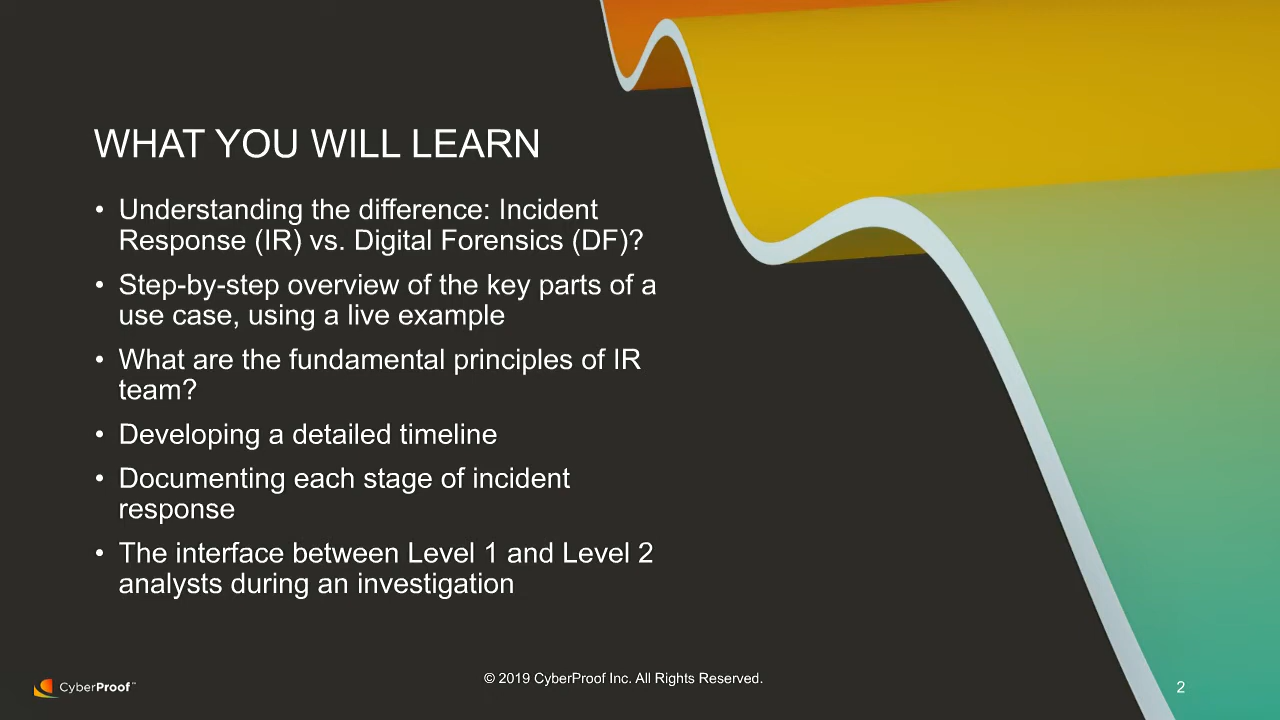 WHAT YOU WILL LEARN
• Understanding the difference: Incident
Response (IR) vs. Digital Forensics (DF)?
• Step-by-step overview of the key parts of a
use case, using a live example
• What are the fundamental principles of IR
team?
• Developing a detailed timeline
• Documenting each stage of incident
response
• The interface between Level 1 and Level 2
analysts during an investigation
CyberProof™
© 2019 CyberProof Inc. All Rights Reserved.
2